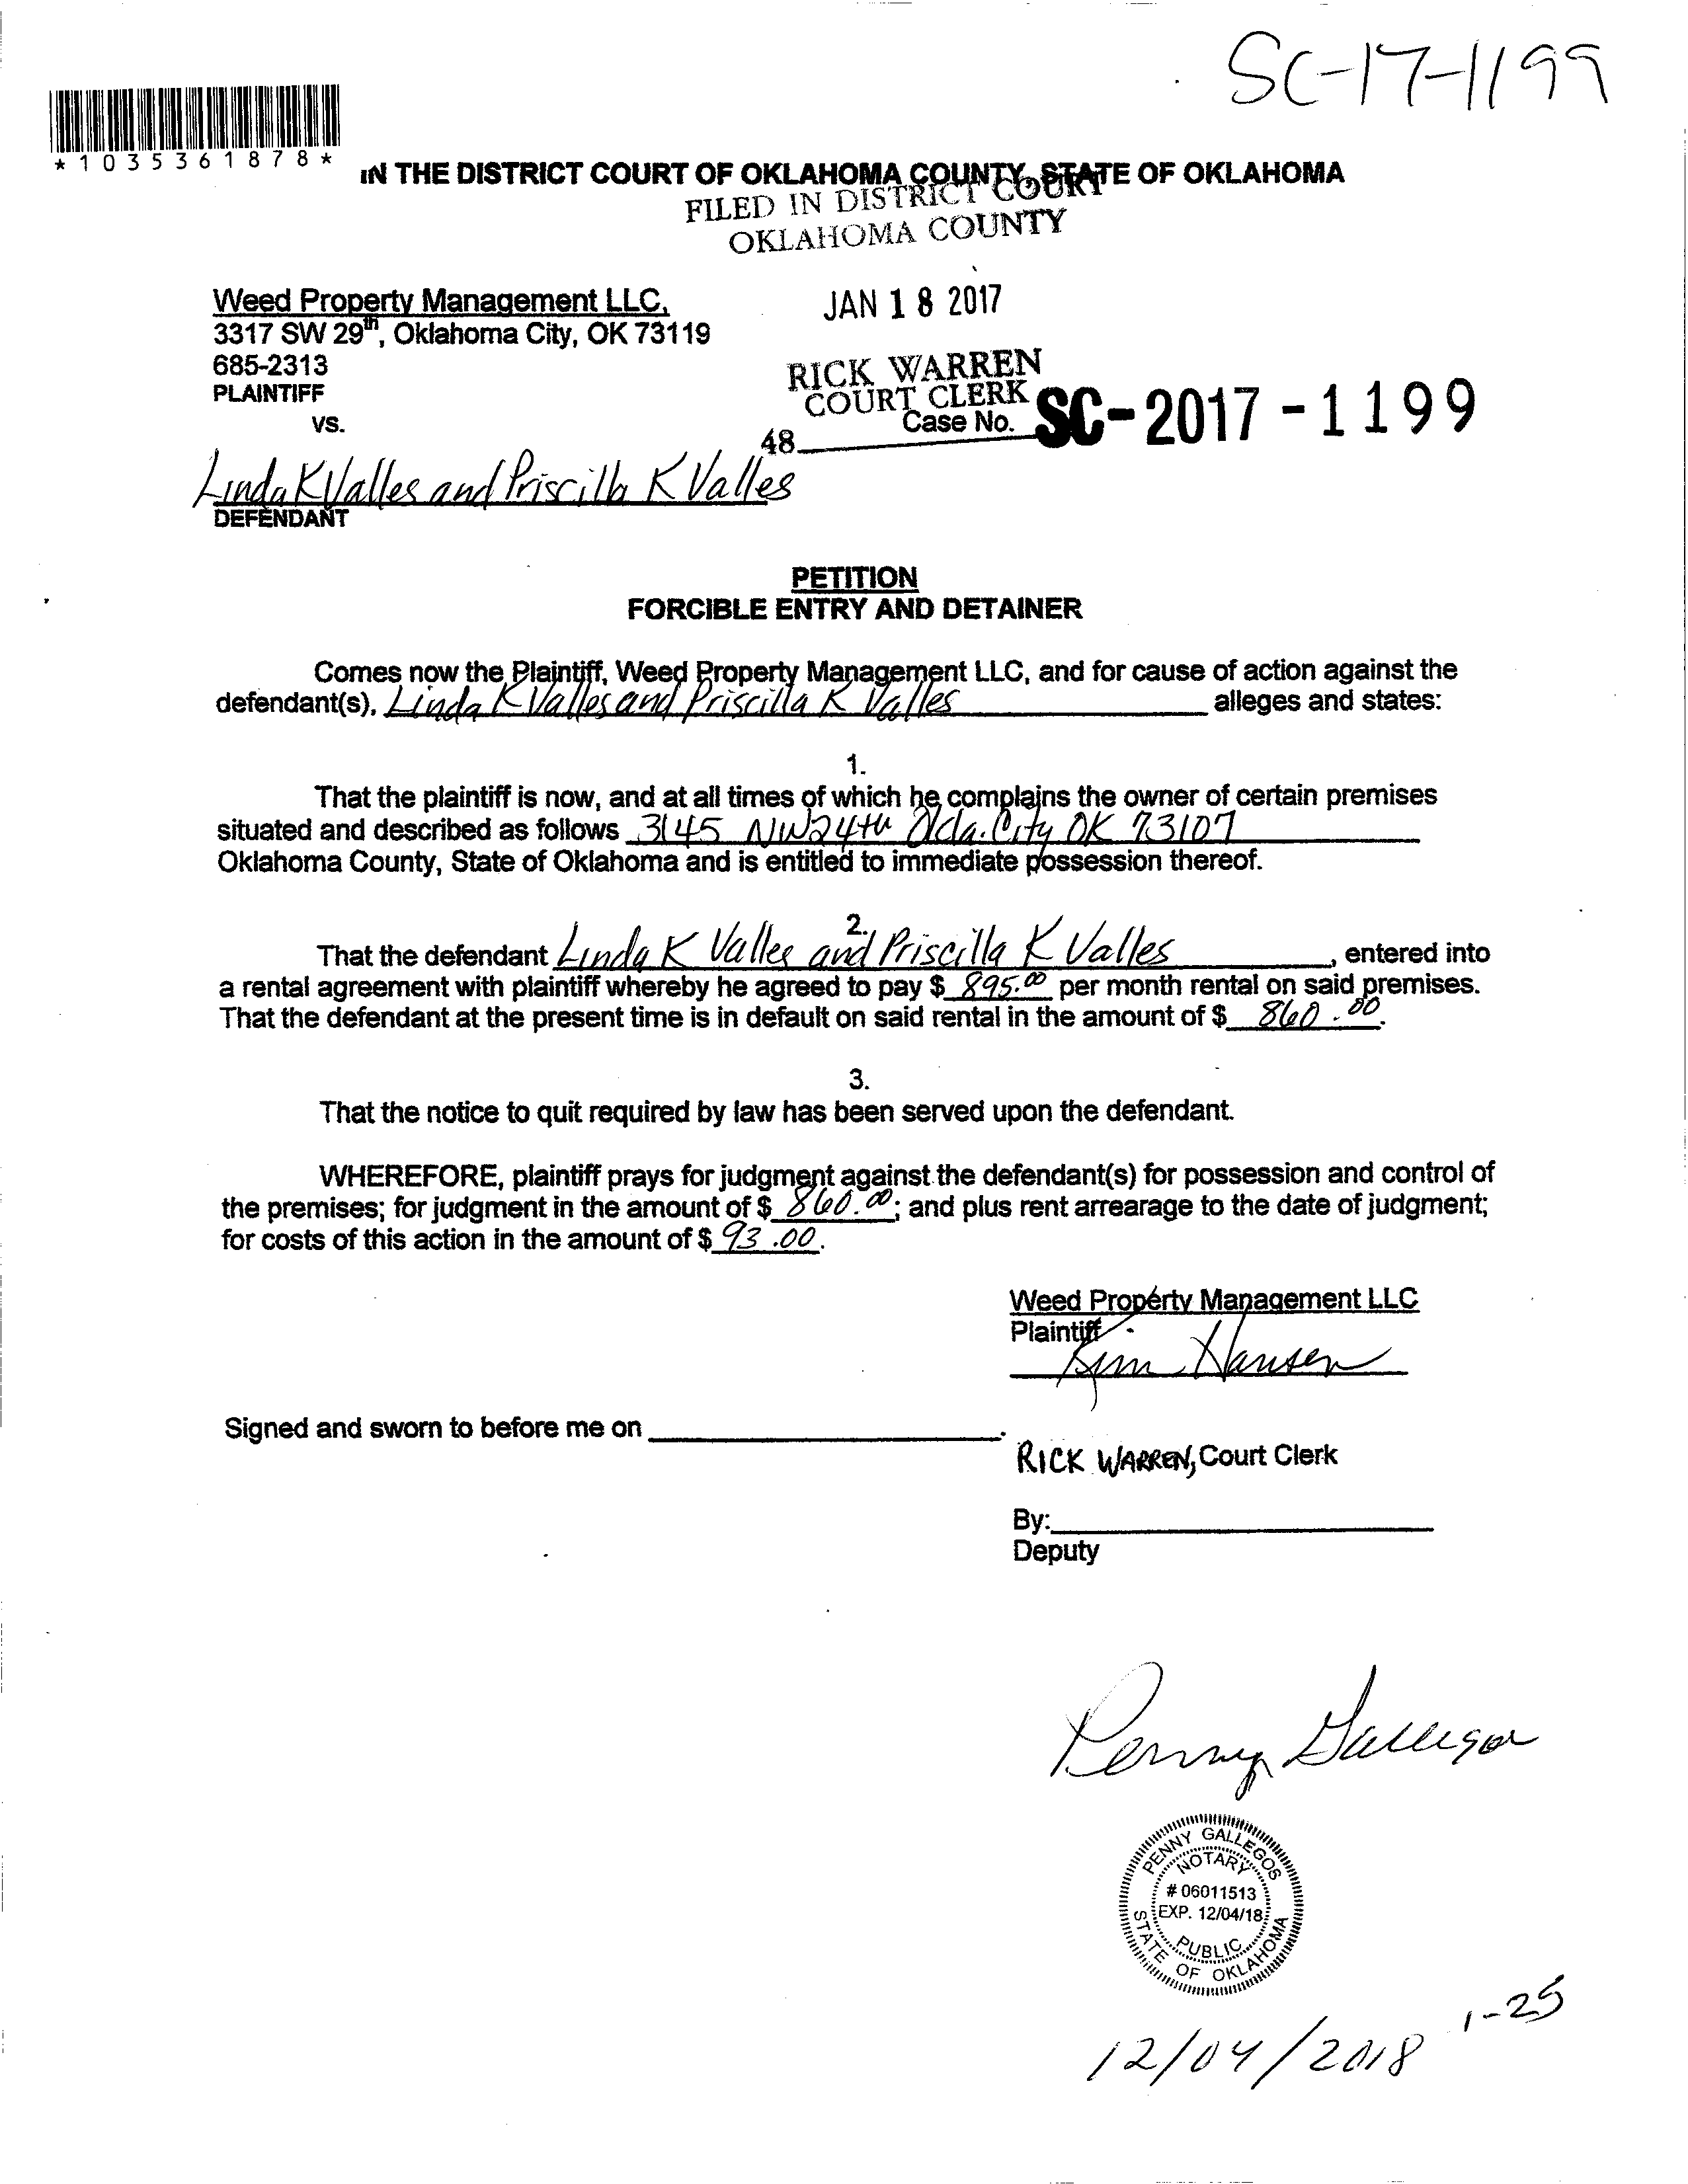 SC-17-1199
*1035361878*
IN THE DISTRICT COURT OF OKLAHOMA COUNTY, STATE OF OKLAHOMA
FILED IN DISTRICT COURT
OKLAHOMA COUNTY
Weed Property Management LLC,
JAN 18 2017
3317 SW 29th, Oklahoma City, OK 73119
685-2313
RICK WARREN
PLAINTIFF
COURT CLERK
vs.
Case No. SC-2017-1199
48
Linda K Valles and Priscilla K Valles
DEFENDANT
PETITION
FORCIBLE ENTRY AND DETAINER
Comes now the Plaintiff, Weed Property Management LLC, and for cause of action against the
defendant(s), Linda K Valles and Priscilla K Valles alleges and states:
1.
That the plaintiff is now, and at all times of which he complains the owner of certain premises
situated and described as follows 3145 NW 24th Okla. City OK 73107
Oklahoma County, State of Oklahoma and is entitled to immediate possession thereof.
2.
That the defendant Linda K Valles and Priscilla K Valles, entered into
a rental agreement with plaintiff whereby he agreed to pay $ 895.00 per month rental on said premises.
That the defendant at the present time is in default on said rental in the amount of $ 860.00.
3.
That the notice to quit required by law has been served upon the defendant.
WHEREFORE, plaintiff prays for judgment against the defendant(s) for possession and control of
the premises; for judgment in the amount of $ 860.00; and plus rent arrearage to the date of judgment;
for costs of this action in the amount of $ 93.00.
Weed Property Management LLC
Plaintiff
Kim Hansen
Signed and sworn to before me on
RICK WARREN, Court Clerk
By:
Deputy
Penny Gallegos
PENNY GALLEGOS
NOTARY
# 06011513
EXP. 12/04/18
PUBLIC
STATE OF OKLAHOMA
1-25
12/04/2018